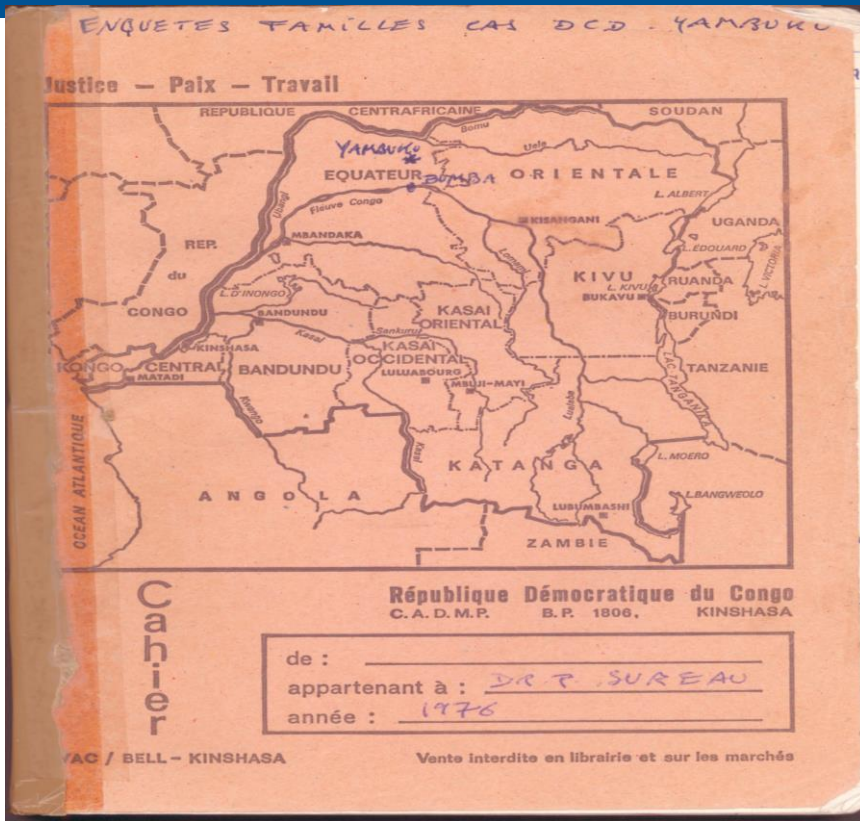 ENQUETES FAMILLES CAS DCD. YAMBUKU
Justice — Paix — Travail
REPUBLIQUE CENTRAFRICAINE
SOUDAN
Bomu
YAMBUKU
Uele
EQUATEUR
ORIENTALE
BUMBA
L. ALBERT
Ubangi
Fleuve Congo
KISANGANI
UGANDA
MBANDAKA
REP.
du
CONGO
Lomami
L. EDOUARD
L. VICTORIA
KIVU
L. KIVU
RUANDA
BUKAVU
L. D'INONGO
BANDUNDU
KASAI
ORIENTAL
BURUNDI
Sankuru
Kasai
KASAI
OCCIDENTAL
KINSHASA
KONGO CENTRAL
MATADI
BANDUNDU
LULUABOURG
MBUJI-MAYI
TANZANIE
LAC TANGANIKA
Kwango
Lualaba
Kasai
OCEAN ATLANTIQUE
KATANGA
L. MOERO
ANGOLA
L. BANGWEOLO
LUBUMBASHI
ZAMBIE
Cahier
République Démocratique du Congo
C.A.D.M.P. B.P. 1806, KINSHASA
de :
appartenant à : DR P. SUREAU
année : 1976
VAC / BELL – KINSHASA
Vente interdite en librairie et sur les marchés